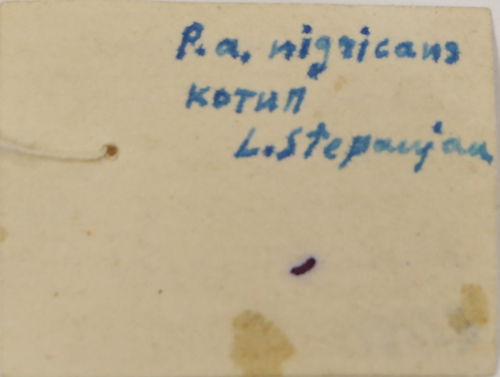 P.a. nigricans
котип
L. Stepanjan